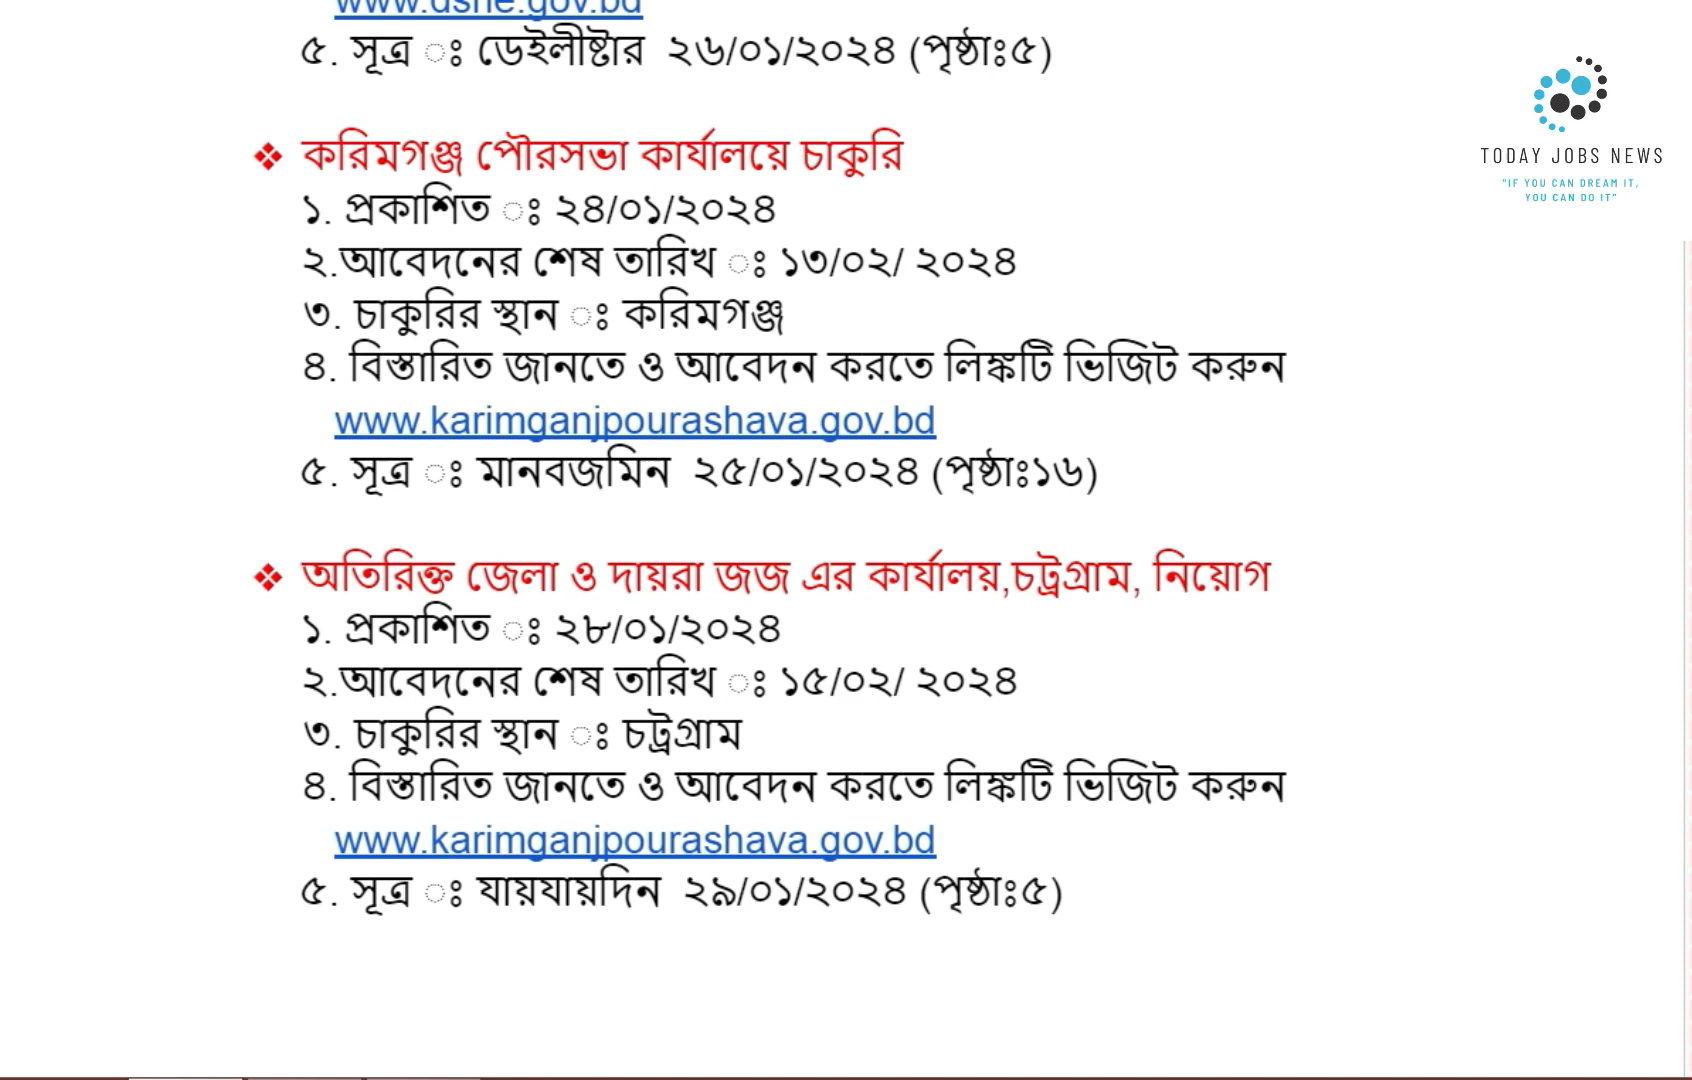 www.dshe.gov.bd
৫. সূত্র ঃ ডেইলীষ্টার ২৬/০১/২০২৪ (পৃষ্ঠাঃ৫)
TODAY JOBS NEWS
"IF YOU CAN DREAM IT,
YOU CAN DO IT"
❖ করিমগঞ্জ পৌরসভা কার্যালয়ে চাকুরি
১. প্রকাশিত ঃ ২৪/০১/২০২৪
২.আবেদনের শেষ তারিখ ঃ ১৩/০২/ ২০২৪
৩. চাকুরির স্থান ঃ করিমগঞ্জ
৪. বিস্তারিত জানতে ও আবেদন করতে লিঙ্কটি ভিজিট করুন
www.karimganjpourashava.gov.bd
৫. সূত্র ঃ মানবজমিন ২৫/০১/২০২৪ (পৃষ্ঠাঃ১৬)
❖ অতিরিক্ত জেলা ও দায়রা জজ এর কার্যালয়,চট্রগ্রাম, নিয়োগ
১. প্রকাশিত ঃ ২৮/০১/২০২৪
২.আবেদনের শেষ তারিখ ঃ ১৫/০২/ ২০২৪
৩. চাকুরির স্থান ঃ চট্রগ্রাম
৪. বিস্তারিত জানতে ও আবেদন করতে লিঙ্কটি ভিজিট করুন
www.karimganjpourashava.gov.bd
৫. সূত্র ঃ যায়যায়দিন ২৯/০১/২০২৪ (পৃষ্ঠাঃ৫)